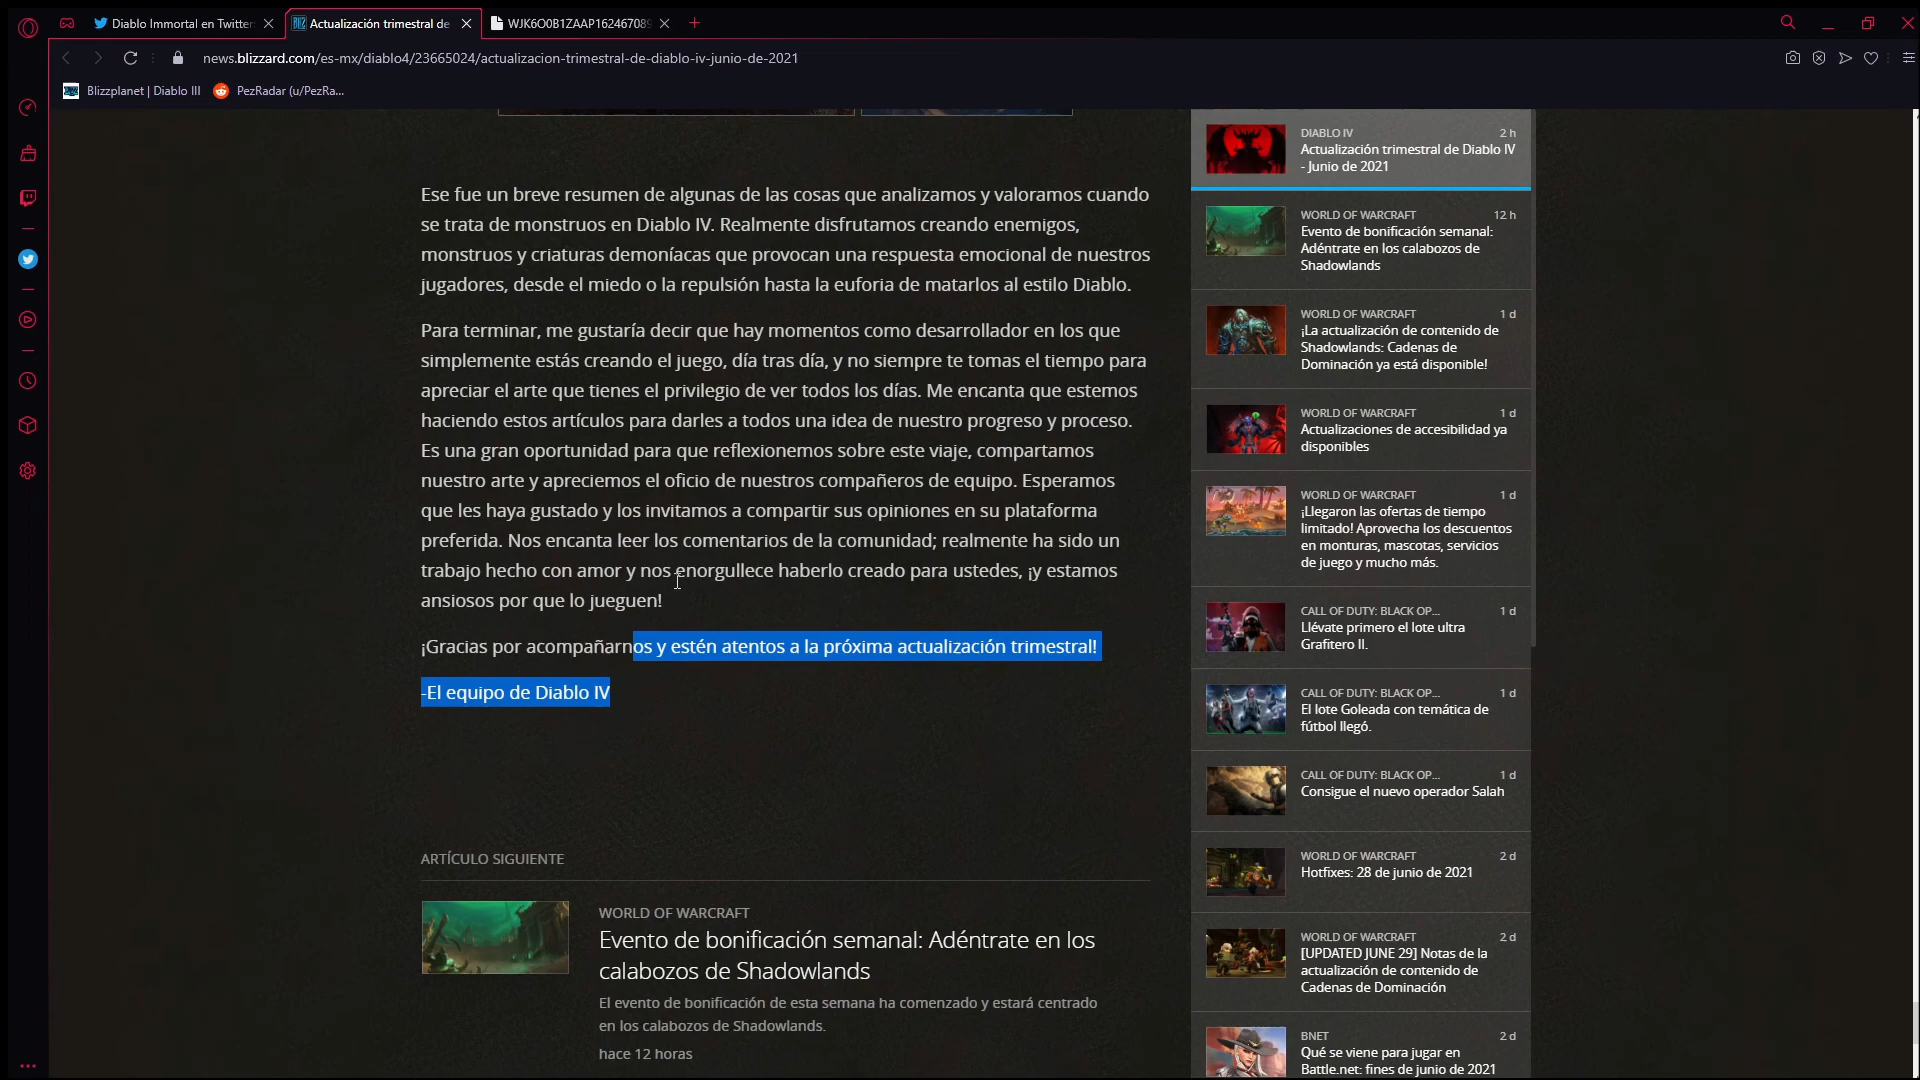 Diablo Immortal en Twitter
Actualización trimestral de
WJK6O0B1ZAAP16246708
news.blizzard.com/es-mx/diablo4/23665024/actualizacion-trimestral-de-diablo-iv-junio-de-2021
Blizzplanet | Diablo III
PezRadar (u/PezRa...
Ese fue un breve resumen de algunas de las cosas que analizamos y valoramos cuando
se trata de monstruos en Diablo IV. Realmente disfrutamos creando enemigos,
monstruos y criaturas demoníacas que provocan una respuesta emocional de nuestros
jugadores, desde el miedo o la repulsión hasta la euforia de matarlos al estilo Diablo.
Para terminar, me gustaría decir que hay momentos como desarrollador en los que
simplemente estás creando el juego, día tras día, y no siempre te tomas el tiempo para
apreciar el arte que tienes el privilegio de ver todos los días. Me encanta que estemos
haciendo estos artículos para darles a todos una idea de nuestro progreso y proceso.
Es una gran oportunidad para que reflexionemos sobre este viaje, compartamos
nuestro arte y apreciemos el oficio de nuestros compañeros de equipo. Esperamos
que les haya gustado y los invitamos a compartir sus opiniones en su plataforma
preferida. Nos encanta leer los comentarios de la comunidad; realmente ha sido un
trabajo hecho con amor y nos enorgullece haberlo creado para ustedes, ¡y estamos
ansiosos por que lo jueguen!
¡Gracias por acompañarnos y estén atentos a la próxima actualización trimestral!
-El equipo de Diablo IV
ARTÍCULO SIGUIENTE
WORLD OF WARCRAFT
Evento de bonificación semanal: Adéntrate en los
calabozos de Shadowlands
El evento de bonificación de esta semana ha comenzado y estará centrado
en los calabozos de Shadowlands.
hace 12 horas
DIABLO IV 2 h
Actualización trimestral de Diablo IV
- Junio de 2021
WORLD OF WARCRAFT 12 h
Evento de bonificación semanal:
Adéntrate en los calabozos de
Shadowlands
WORLD OF WARCRAFT 1 d
¡La actualización de contenido de
Shadowlands: Cadenas de
Dominación ya está disponible!
WORLD OF WARCRAFT 1 d
Actualizaciones de accesibilidad ya
disponibles
WORLD OF WARCRAFT 1 d
¡Llegaron las ofertas de tiempo
limitado! Aprovecha los descuentos
en monturas, mascotas, servicios
de juego y mucho más.
CALL OF DUTY: BLACK OP... 1 d
Llévate primero el lote ultra
Grafitero II.
CALL OF DUTY: BLACK OP... 1 d
El lote Goleada con temática de
fútbol llegó.
CALL OF DUTY: BLACK OP... 1 d
Consigue el nuevo operador Salah
WORLD OF WARCRAFT 2 d
Hotfixes: 28 de junio de 2021
WORLD OF WARCRAFT 2 d
[UPDATED JUNE 29] Notas de la
actualización de contenido de
Cadenas de Dominación
BNET 2 d
Qué se viene para jugar en
Battle.net: fines de junio de 2021